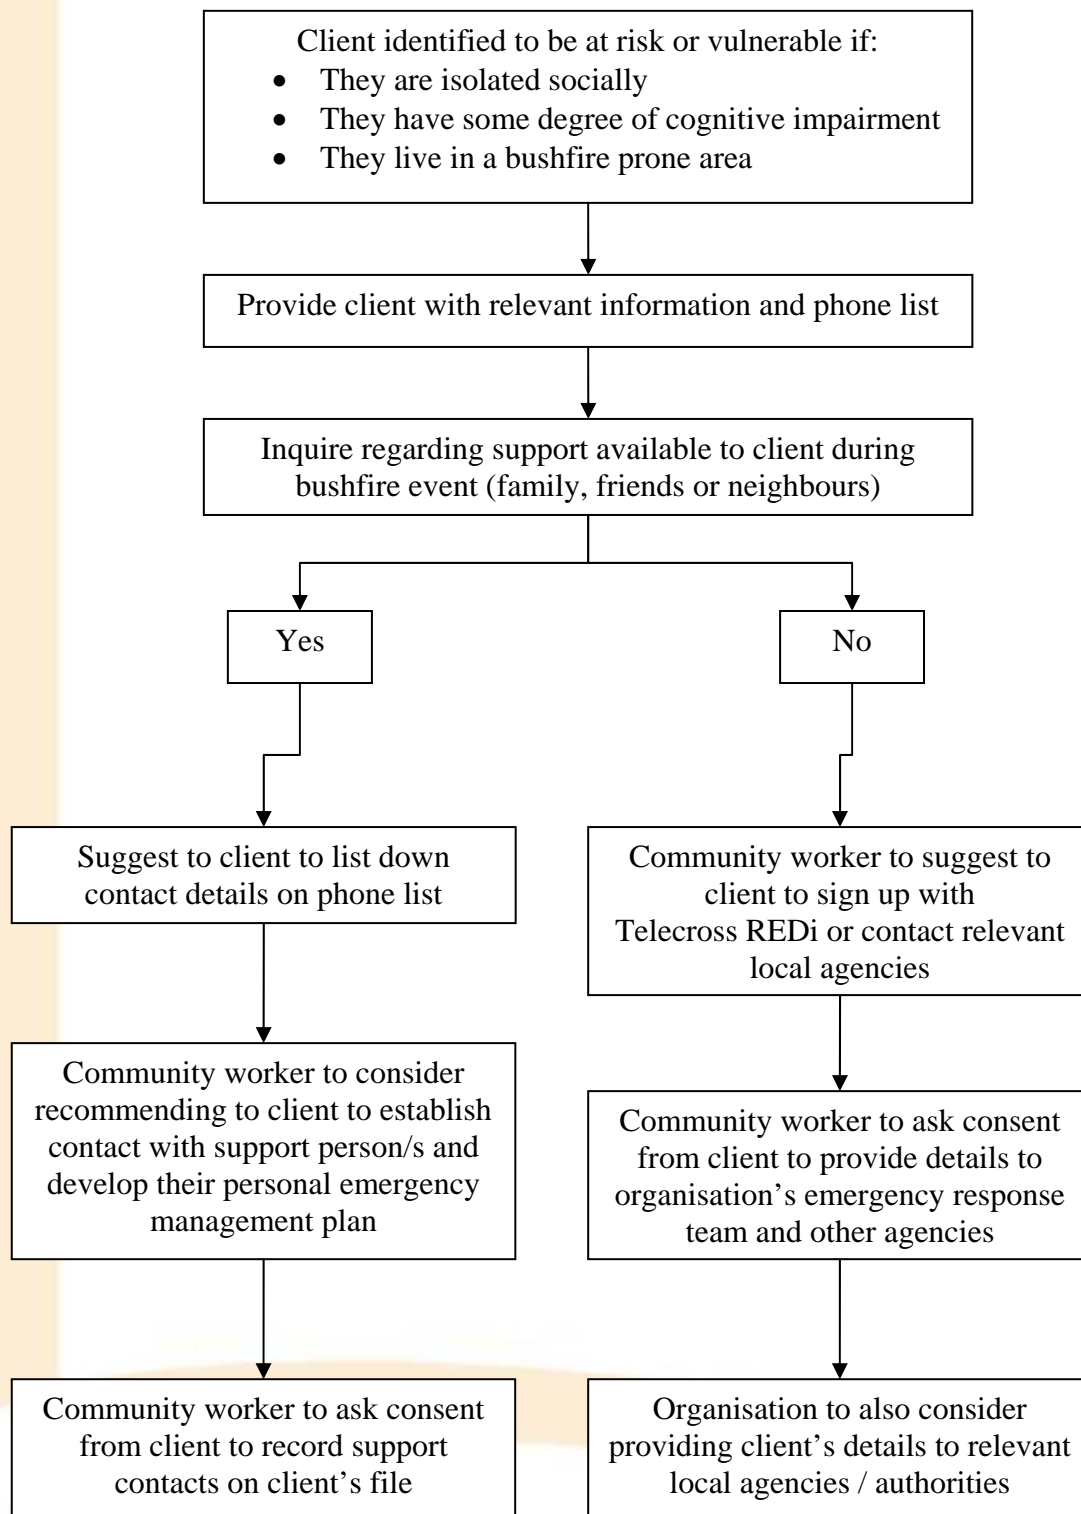 Client identified to be at risk or vulnerable if:
• They are isolated socially
• They have some degree of cognitive impairment
• They live in a bushfire prone area
Provide client with relevant information and phone list
Inquire regarding support available to client during
bushfire event (family, friends or neighbours)
Yes
No
Suggest to client to list down
contact details on phone list
Community worker to consider
recommending to client to establish
contact with support person/s and
develop their personal emergency
management plan
Community worker to ask consent
from client to record support
contacts on client’s file
Community worker to suggest to
client to sign up with
Telecross REDi or contact relevant
local agencies
Community worker to ask consent
from client to provide details to
organisation’s emergency response
team and other agencies
Organisation to also consider
providing client’s details to relevant
local agencies / authorities